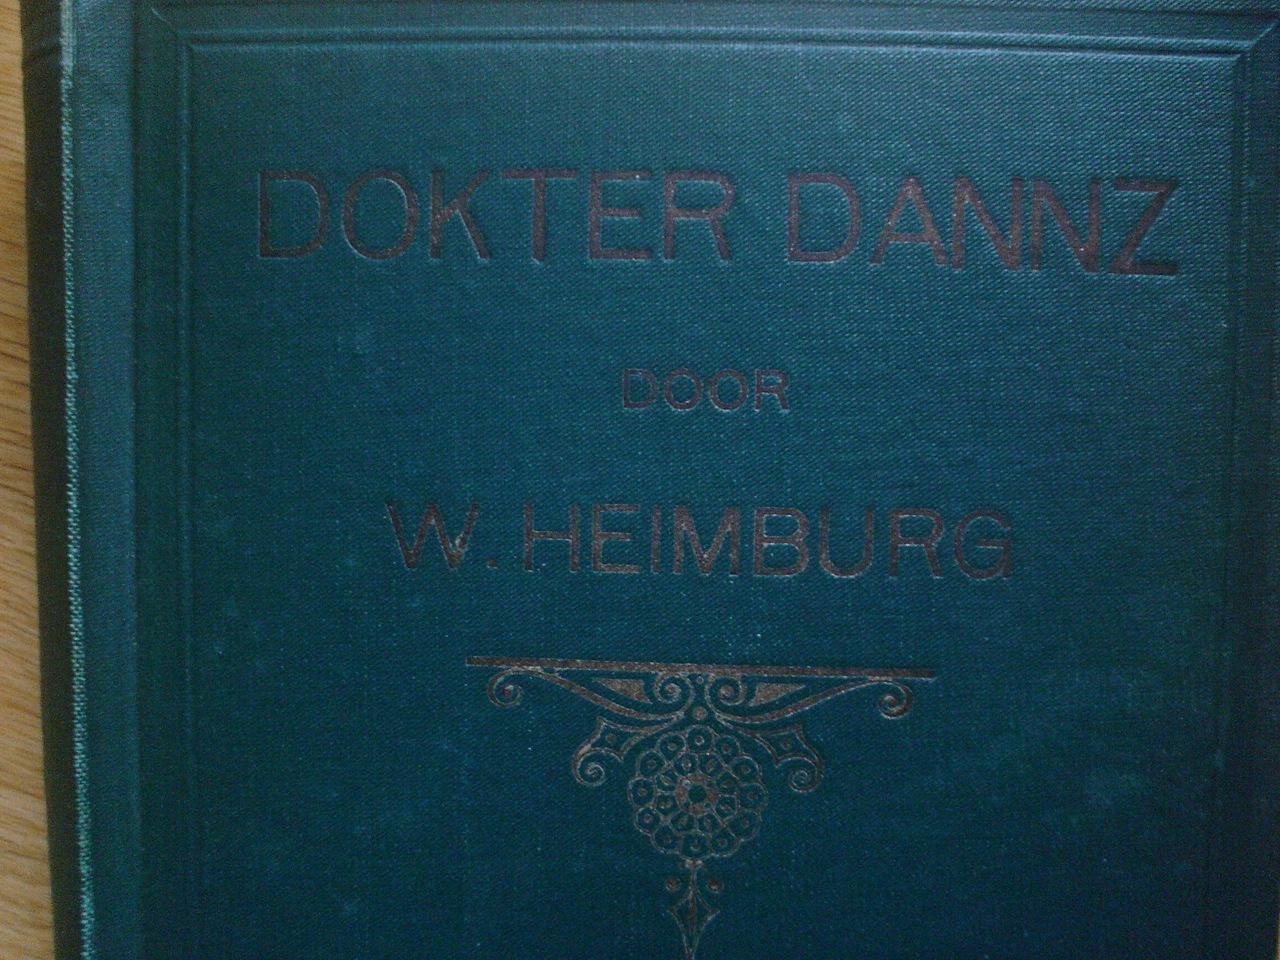 DOKTER DANNZ
DOOR
W. HEIMBURG